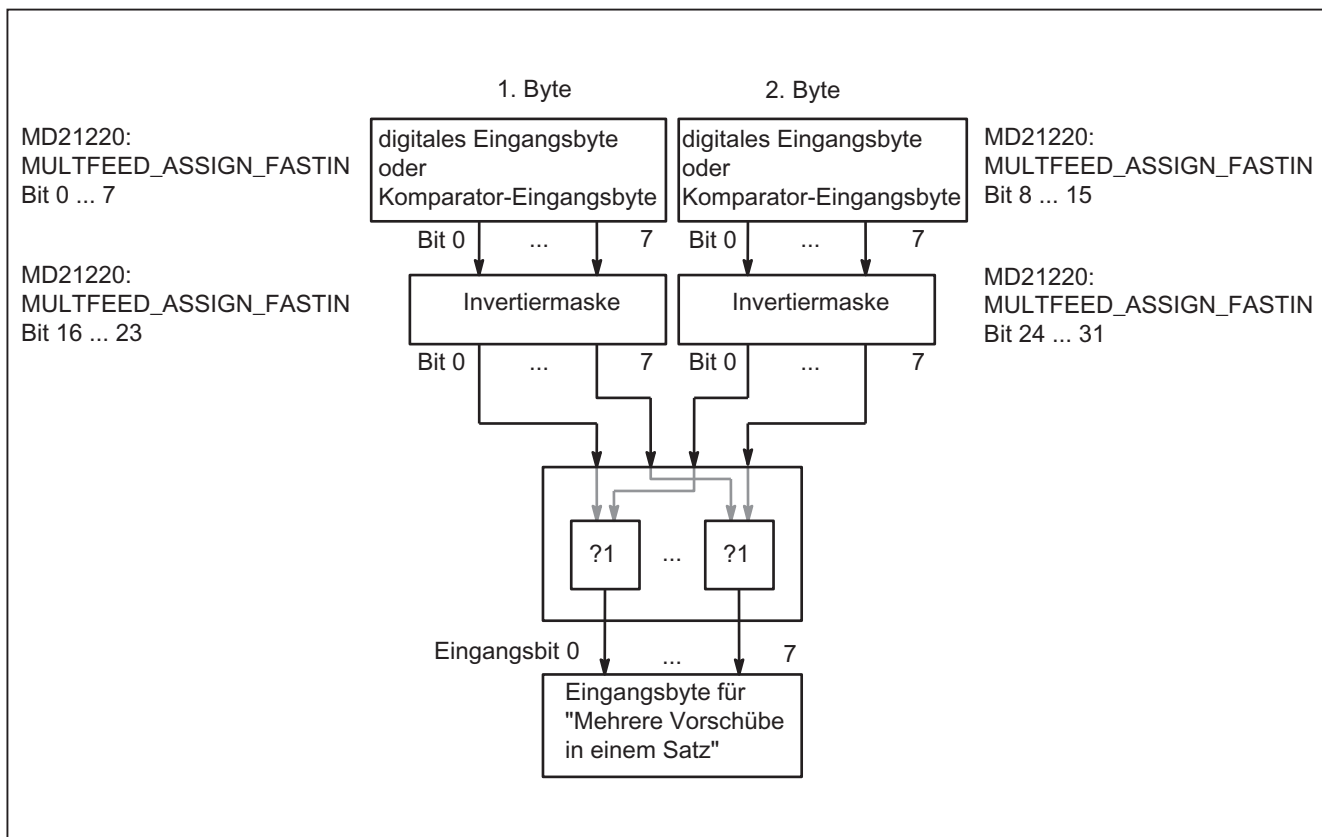 1. Byte
2. Byte
MD21220:
MULTFEED_ASSIGN_FASTIN
Bit 0 ... 7
digitales Eingangsbyte
oder
Komparator-Eingangsbyte
digitales Eingangsbyte
oder
Komparator-Eingangsbyte
MD21220:
MULTFEED_ASSIGN_FASTIN
Bit 8 ... 15
Bit 0 ... 7
Bit 0 ... 7
MD21220:
MULTFEED_ASSIGN_FASTIN
Bit 16 ... 23
Invertiermaske
Invertiermaske
MD21220:
MULTFEED_ASSIGN_FASTIN
Bit 24 ... 31
Bit 0 ... 7
Bit 0 ... 7
?1 ... ?1
Eingangsbit 0 ... 7
Eingangsbyte für
"Mehrere Vorschübe
in einem Satz"